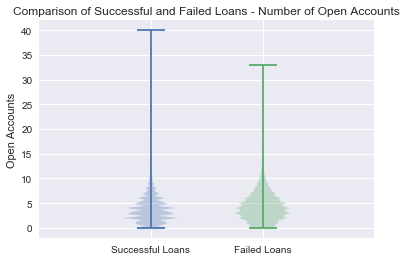 Comparison of Successful and Failed Loans - Number of Open Accounts
40
35
30
25
20
15
10
5
0
Open Accounts
Successful Loans
Failed Loans